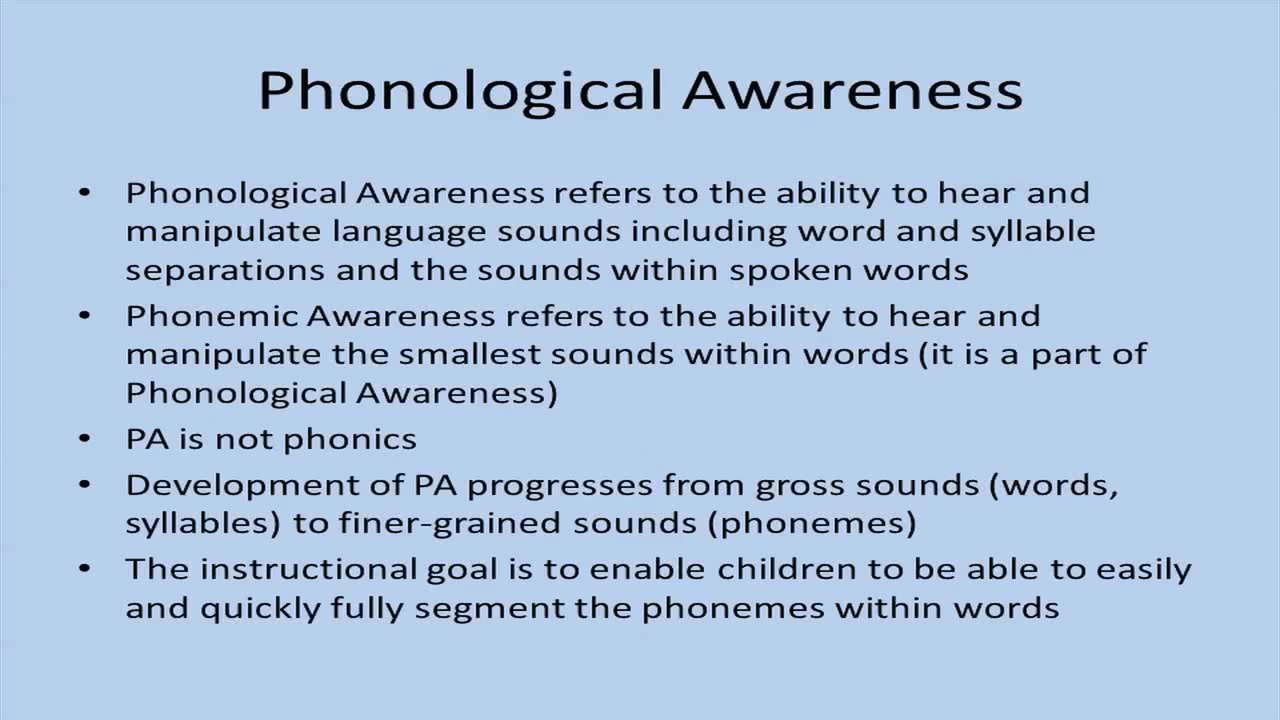 Phonological Awareness
• Phonological Awareness refers to the ability to hear and
manipulate language sounds including word and syllable
separations and the sounds within spoken words
• Phonemic Awareness refers to the ability to hear and
manipulate the smallest sounds within words (it is a part of
Phonological Awareness)
• PA is not phonics
• Development of PA progresses from gross sounds (words,
syllables) to finer-grained sounds (phonemes)
• The instructional goal is to enable children to be able to easily
and quickly fully segment the phonemes within words